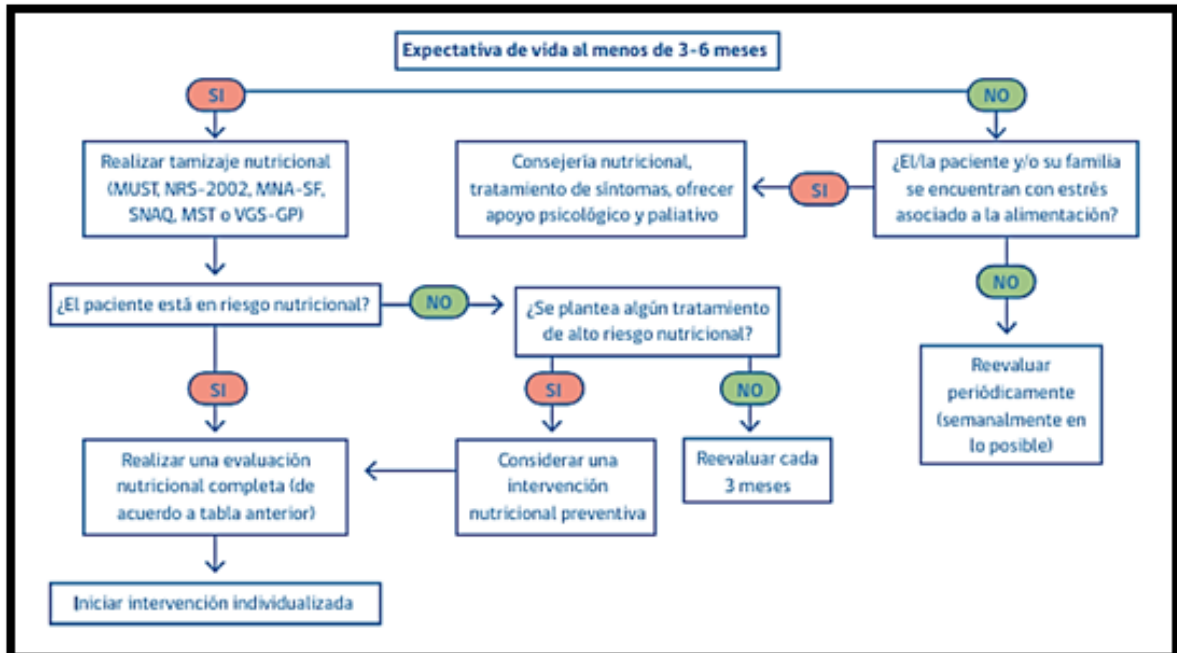 Expectativa de vida al menos de 3-6 meses
SI
NO
Realizar tamizaje nutricional
(MUST, NRS-2002, MNA-SF,
SNAQ, MST o VGS-GP)
Consejería nutricional,
tratamiento de síntomas, ofrecer
apoyo psicológico y paliativo
SI
¿El/la paciente y/o su familia
se encuentran con estrés
asociado a la alimentación?
NO
¿El paciente está en riesgo nutricional?
NO
¿Se plantea algún tratamiento
de alto riesgo nutricional?
Reevaluar
periódicamente
(semanalmente en
lo posible)
SI
SI
NO
Realizar una evaluación
nutricional completa (de
acuerdo a tabla anterior)
Considerar una
intervención
nutricional preventiva
Reevaluar cada
3 meses
Iniciar intervención individualizada